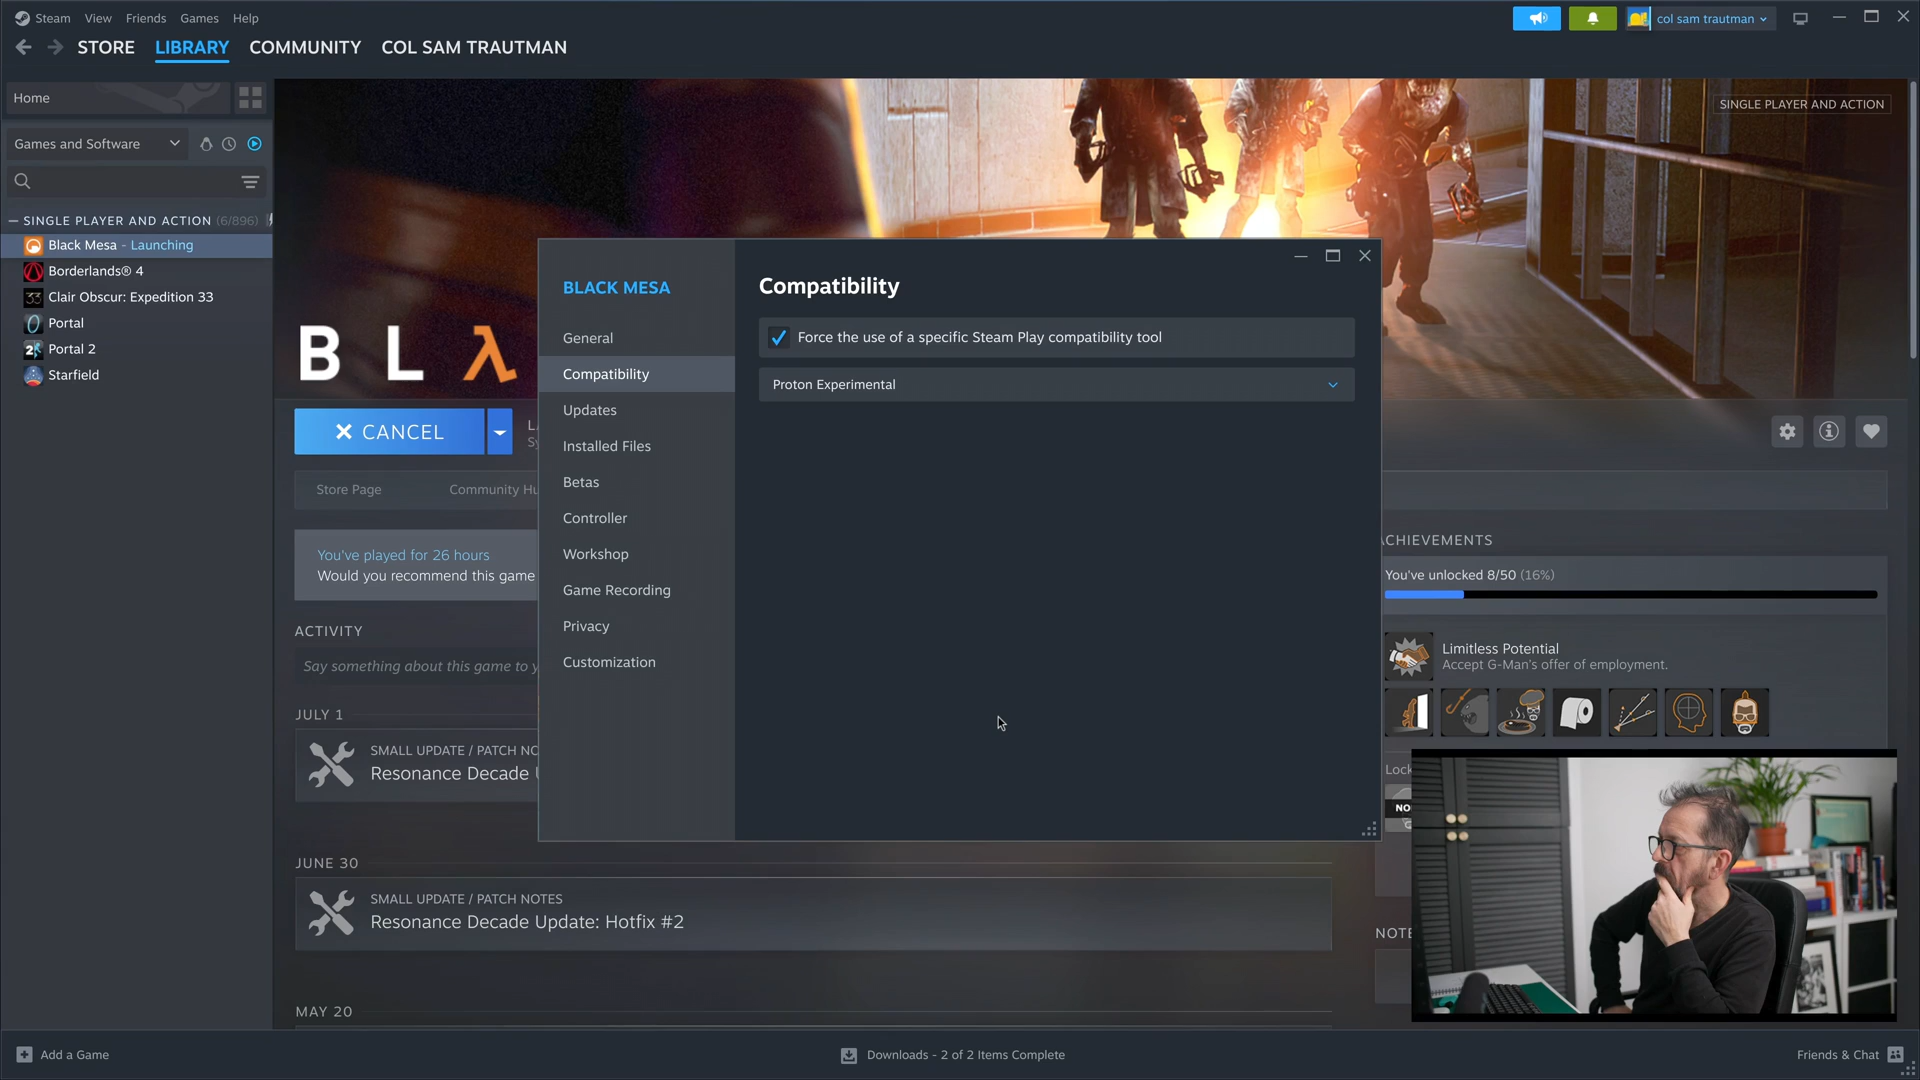 Steam View Friends Games Help
col sam trautman
STORE LIBRARY COMMUNITY COL SAM TRAUTMAN
Home
SINGLE PLAYER AND ACTION
Games and Software
SINGLE PLAYER AND ACTION (6/896)
Black Mesa - Launching
Borderlands® 4
Clair Obscur: Expedition 33
Portal
Portal 2
Starfield
B L λ
CANCEL
Store Page Community Hu
You've played for 26 hours
Would you recommend this game
ACTIVITY
Say something about this game to y
JULY 1
SMALL UPDATE / PATCH NO
Resonance Decade U
JUNE 30
SMALL UPDATE / PATCH NOTES
Resonance Decade Update: Hotfix #2
MAY 20
BLACK MESA
General
Compatibility
Updates
Installed Files
Betas
Controller
Workshop
Game Recording
Privacy
Customization
Compatibility
Force the use of a specific Steam Play compatibility tool
Proton Experimental
ACHIEVEMENTS
You've unlocked 8/50 (16%)
Limitless Potential
Accept G-Man's offer of employment.
Lock
NO
NOTE
Add a Game
Downloads - 2 of 2 Items Complete
Friends & Chat